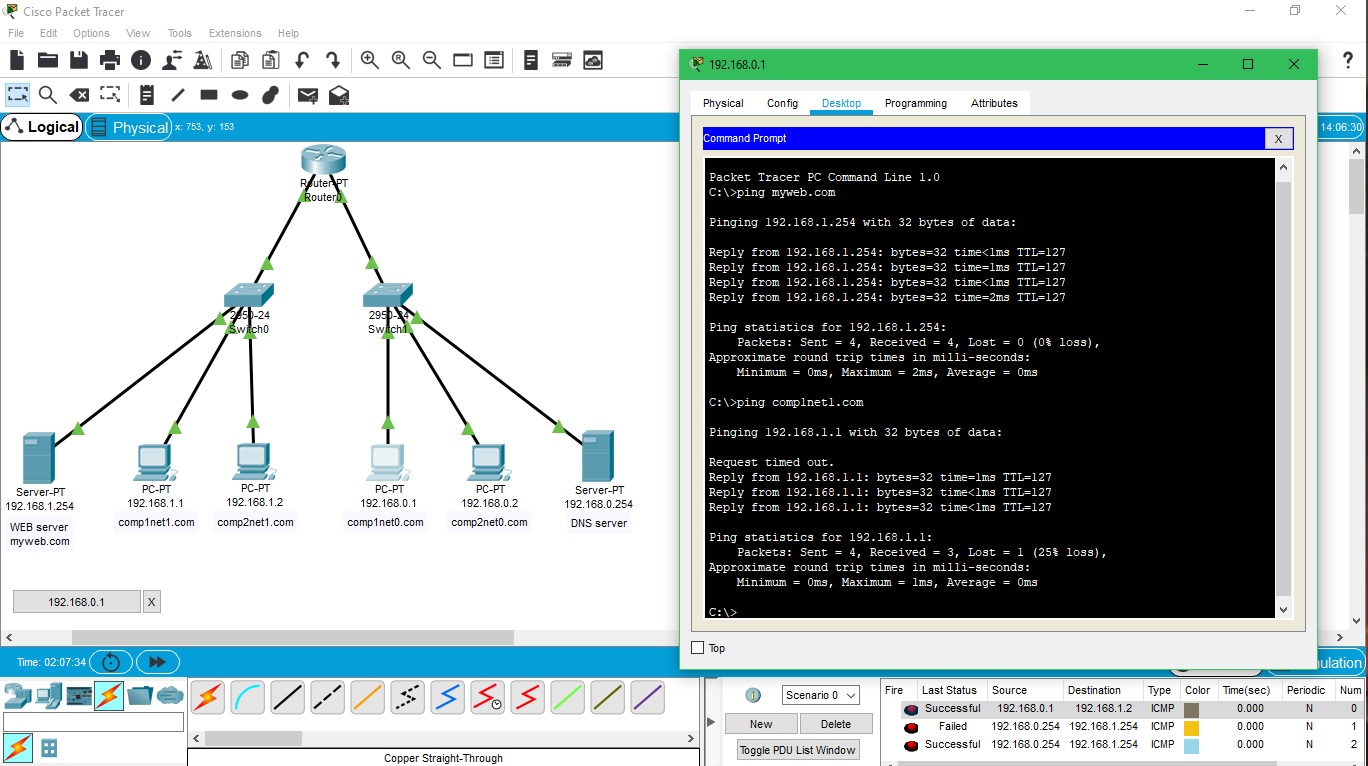 Cisco Packet Tracer
File Edit Options View Tools Extensions Help
Logical
Physical
x: 753, y: 153
14:06:30
Router-PT
Router0
2950-24
Switch0
2950-24
Switch1
Server-PT
192.168.1.254
WEB server
myweb.com
PC-PT
192.168.1.1
comp1net1.com
PC-PT
192.168.1.2
comp2net1.com
PC-PT
192.168.0.1
comp1net0.com
PC-PT
192.168.0.2
comp2net0.com
Server-PT
192.168.0.254
DNS server
192.168.0.1 X
192.168.0.1
Physical Config Desktop Programming Attributes
Command Prompt
X
Packet Tracer PC Command Line 1.0
C:\>ping myweb.com
Pinging 192.168.1.254 with 32 bytes of data:
Reply from 192.168.1.254: bytes=32 time<1ms TTL=127
Reply from 192.168.1.254: bytes=32 time=1ms TTL=127
Reply from 192.168.1.254: bytes=32 time<1ms TTL=127
Reply from 192.168.1.254: bytes=32 time=2ms TTL=127
Ping statistics for 192.168.1.254:
Packets: Sent = 4, Received = 4, Lost = 0 (0% loss),
Approximate round trip times in milli-seconds:
Minimum = 0ms, Maximum = 2ms, Average = 0ms
C:\>ping comp1net1.com
Pinging 192.168.1.1 with 32 bytes of data:
Request timed out.
Reply from 192.168.1.1: bytes=32 time=1ms TTL=127
Reply from 192.168.1.1: bytes=32 time<1ms TTL=127
Reply from 192.168.1.1: bytes=32 time<1ms TTL=127
Ping statistics for 192.168.1.1:
Packets: Sent = 4, Received = 3, Lost = 1 (25% loss),
Approximate round trip times in milli-seconds:
Minimum = 0ms, Maximum = 1ms, Average = 0ms
C:\>
Top
Time: 02:07:34
ulation
Copper Straight-Through
Scenario 0
New Delete
Toggle PDU List Window
Fire Last Status Source Destination Type Color Time(sec) Periodic Num
Successful 192.168.0.1 192.168.1.2 ICMP 0.000 N 0
Failed 192.168.0.254 192.168.1.254 ICMP 0.000 N 1
Successful 192.168.0.254 192.168.1.254 ICMP 0.000 N 2